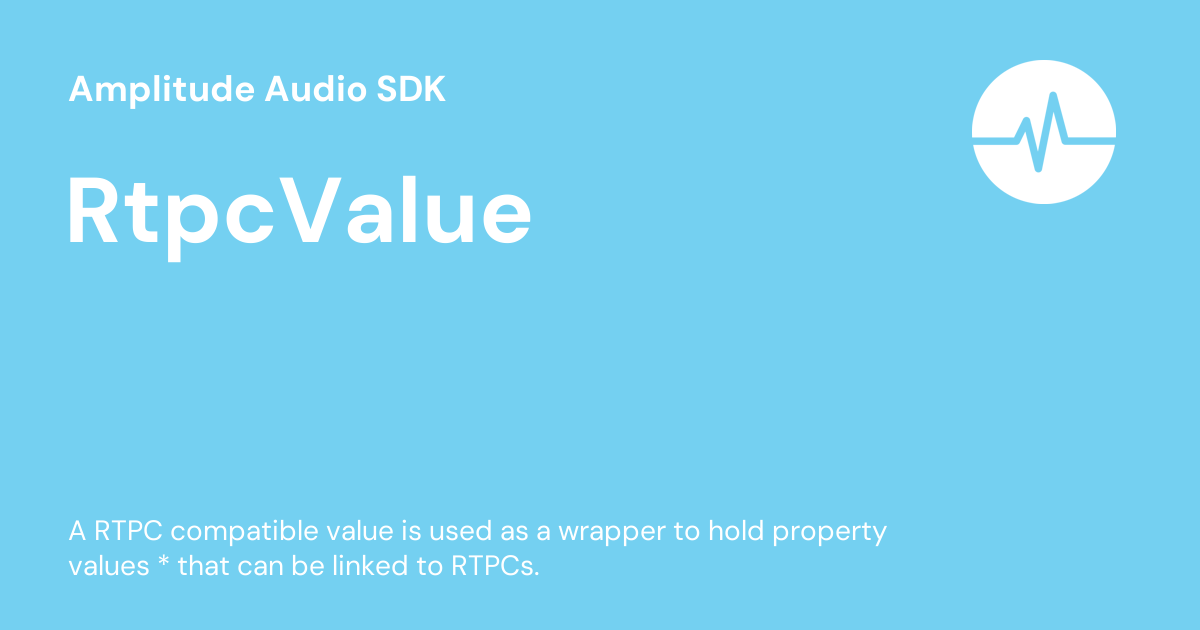 Amplitude Audio SDK
RtpcValue
A RTPC compatible value is used as a wrapper to hold property
values * that can be linked to RTPCs.